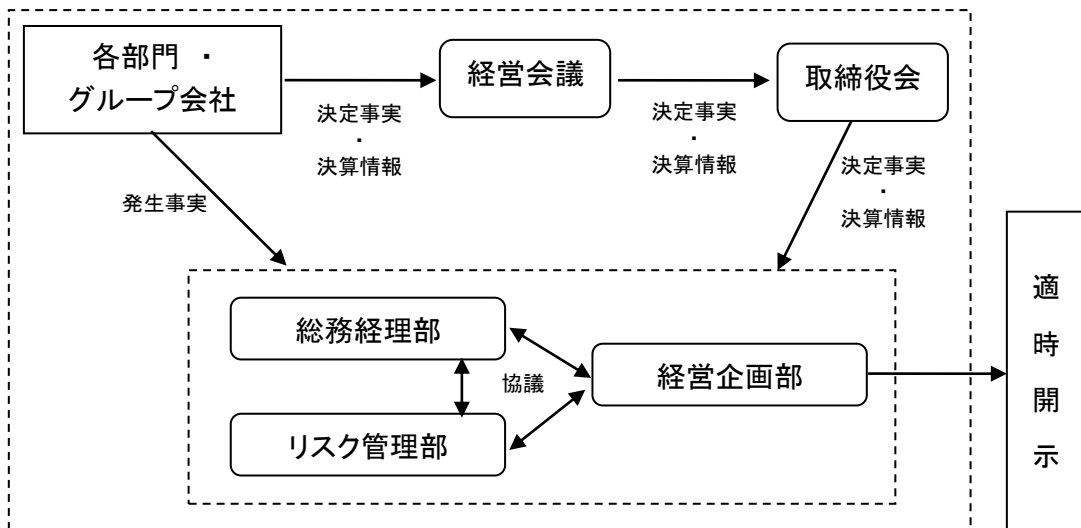 各部門 ・
グループ会社
経営会議
取締役会
決定事実
・
決算情報
決定事実
・
決算情報
決定事実
・
決算情報
発生事実
総務経理部
協議
経営企画部
リスク管理部
適
時
開
示